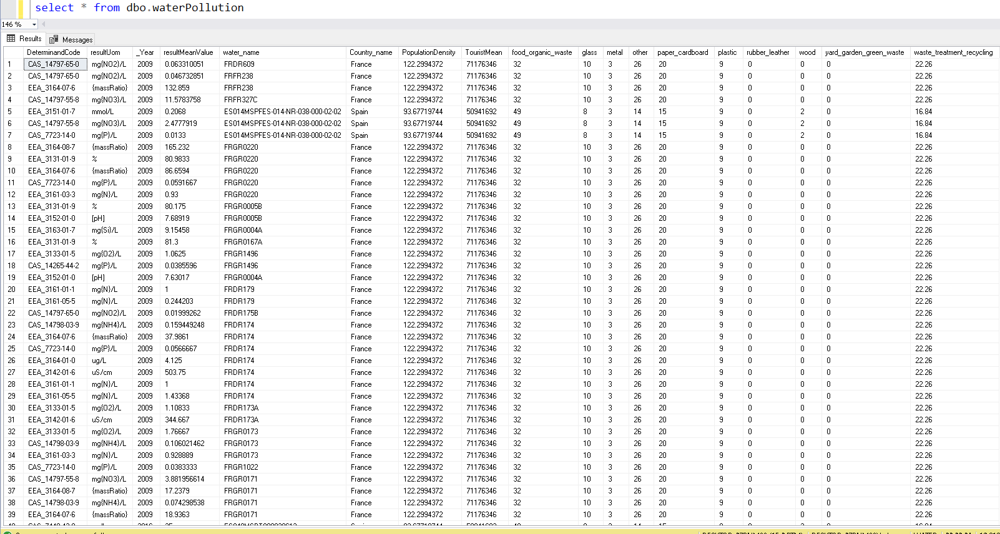 select * from dbo.waterPollution
146 %
Results Messages
DeterminandCode resultUom _Year resultMeanValue water_name Country_name PopulationDensity TouristMean food_organic_waste glass metal other paper_cardboard plastic rubber_leather wood yard_garden_green_waste waste_treatment_recycling
1 CAS_14797-65-0 mg{NO2}/L 2009 0.063310051 FRDR609 France 122.2994372 71176346 32 10 3 26 20 9 0 0 0 22.26
2 CAS_14797-65-0 mg{NO2}/L 2009 0.046732851 FRFR238 France 122.2994372 71176346 32 10 3 26 20 9 0 0 0 22.26
3 EEA_3164-07-6 {massRatio} 2009 132.859 FRFR238 France 122.2994372 71176346 32 10 3 26 20 9 0 0 0 22.26
4 CAS_14797-55-8 mg{NO3}/L 2009 11.5783758 FRFR327C France 122.2994372 71176346 32 10 3 26 20 9 0 0 0 22.26
5 EEA_3151-01-7 mmol/L 2009 0.2068 ES014MSPFES-014-NR-038-000-02-02 Spain 93.67719744 50941692 49 8 3 14 15 9 0 2 0 16.84
6 CAS_14797-55-8 mg{NO3}/L 2009 2.4777919 ES014MSPFES-014-NR-038-000-02-02 Spain 93.67719744 50941692 49 8 3 14 15 9 0 2 0 16.84
7 CAS_7723-14-0 mg{P}/L 2009 0.0133 ES014MSPFES-014-NR-038-000-02-02 Spain 93.67719744 50941692 49 8 3 14 15 9 0 2 0 16.84
8 EEA_3164-08-7 {massRatio} 2009 165.232 FRGR0220 France 122.2994372 71176346 32 10 3 26 20 9 0 0 0 22.26
9 EEA_3131-01-9 % 2009 80.9833 FRGR0220 France 122.2994372 71176346 32 10 3 26 20 9 0 0 0 22.26
10 EEA_3164-07-6 {massRatio} 2009 86.6594 FRGR0220 France 122.2994372 71176346 32 10 3 26 20 9 0 0 0 22.26
11 CAS_7723-14-0 mg{P}/L 2009 0.0591667 FRGR0220 France 122.2994372 71176346 32 10 3 26 20 9 0 0 0 22.26
12 EEA_3161-03-3 mg{N}/L 2009 0.93 FRGR0220 France 122.2994372 71176346 32 10 3 26 20 9 0 0 0 22.26
13 EEA_3131-01-9 % 2009 80.175 FRGR0005B France 122.2994372 71176346 32 10 3 26 20 9 0 0 0 22.26
14 EEA_3152-01-0 [pH] 2009 7.68919 FRGR0005B France 122.2994372 71176346 32 10 3 26 20 9 0 0 0 22.26
15 EEA_3163-01-7 mg{Si}/L 2009 9.15458 FRGR0004A France 122.2994372 71176346 32 10 3 26 20 9 0 0 0 22.26
16 EEA_3131-01-9 % 2009 81.3 FRGR0167A France 122.2994372 71176346 32 10 3 26 20 9 0 0 0 22.26
17 EEA_3133-01-5 mg{O2}/L 2009 1.0625 FRGR1496 France 122.2994372 71176346 32 10 3 26 20 9 0 0 0 22.26
18 CAS_14265-44-2 mg{P}/L 2009 0.0385596 FRGR1496 France 122.2994372 71176346 32 10 3 26 20 9 0 0 0 22.26
19 EEA_3152-01-0 [pH] 2009 7.63017 FRGR0004A France 122.2994372 71176346 32 10 3 26 20 9 0 0 0 22.26
20 EEA_3161-01-1 mg{N}/L 2009 1 FRDR179 France 122.2994372 71176346 32 10 3 26 20 9 0 0 0 22.26
21 EEA_3161-05-5 mg{N}/L 2009 0.244203 FRDR179 France 122.2994372 71176346 32 10 3 26 20 9 0 0 0 22.26
22 CAS_14797-65-0 mg{NO2}/L 2009 0.01999262 FRDR175B France 122.2994372 71176346 32 10 3 26 20 9 0 0 0 22.26
23 CAS_14798-03-9 mg{NH4}/L 2009 0.159449248 FRDR174 France 122.2994372 71176346 32 10 3 26 20 9 0 0 0 22.26
24 EEA_3164-07-6 {massRatio} 2009 37.9861 FRDR174 France 122.2994372 71176346 32 10 3 26 20 9 0 0 0 22.26
25 CAS_7723-14-0 mg{P}/L 2009 0.0566667 FRDR174 France 122.2994372 71176346 32 10 3 26 20 9 0 0 0 22.26
26 EEA_3164-01-0 ug/L 2009 4.125 FRDR174 France 122.2994372 71176346 32 10 3 26 20 9 0 0 0 22.26
27 EEA_3142-01-6 uS/cm 2009 503.75 FRDR174 France 122.2994372 71176346 32 10 3 26 20 9 0 0 0 22.26
28 EEA_3161-01-1 mg{N}/L 2009 1 FRDR174 France 122.2994372 71176346 32 10 3 26 20 9 0 0 0 22.26
29 EEA_3161-05-5 mg{N}/L 2009 1.43368 FRDR174 France 122.2994372 71176346 32 10 3 26 20 9 0 0 0 22.26
30 EEA_3133-01-5 mg{O2}/L 2009 1.10833 FRDR173A France 122.2994372 71176346 32 10 3 26 20 9 0 0 0 22.26
31 EEA_3142-01-6 uS/cm 2009 344.667 FRDR173A France 122.2994372 71176346 32 10 3 26 20 9 0 0 0 22.26
32 EEA_3133-01-5 mg{O2}/L 2009 1.76667 FRGR0173 France 122.2994372 71176346 32 10 3 26 20 9 0 0 0 22.26
33 CAS_14798-03-9 mg{NH4}/L 2009 0.106021462 FRGR0173 France 122.2994372 71176346 32 10 3 26 20 9 0 0 0 22.26
34 EEA_3161-03-3 mg{N}/L 2009 0.928889 FRGR0173 France 122.2994372 71176346 32 10 3 26 20 9 0 0 0 22.26
35 CAS_7723-14-0 mg{P}/L 2009 0.0383333 FRGR1022 France 122.2994372 71176346 32 10 3 26 20 9 0 0 0 22.26
36 CAS_14797-55-8 mg{NO3}/L 2009 3.881956614 FRGR0171 France 122.2994372 71176346 32 10 3 26 20 9 0 0 0 22.26
37 EEA_3164-08-7 {massRatio} 2009 17.2379 FRGR0171 France 122.2994372 71176346 32 10 3 26 20 9 0 0 0 22.26
38 CAS_14798-03-9 mg{NH4}/L 2009 0.074298538 FRGR0171 France 122.2994372 71176346 32 10 3 26 20 9 0 0 0 22.26
39 EEA_3164-07-6 {massRatio} 2009 18.9363 FRGR0171 France 122.2994372 71176346 32 10 3 26 20 9 0 0 0 22.26